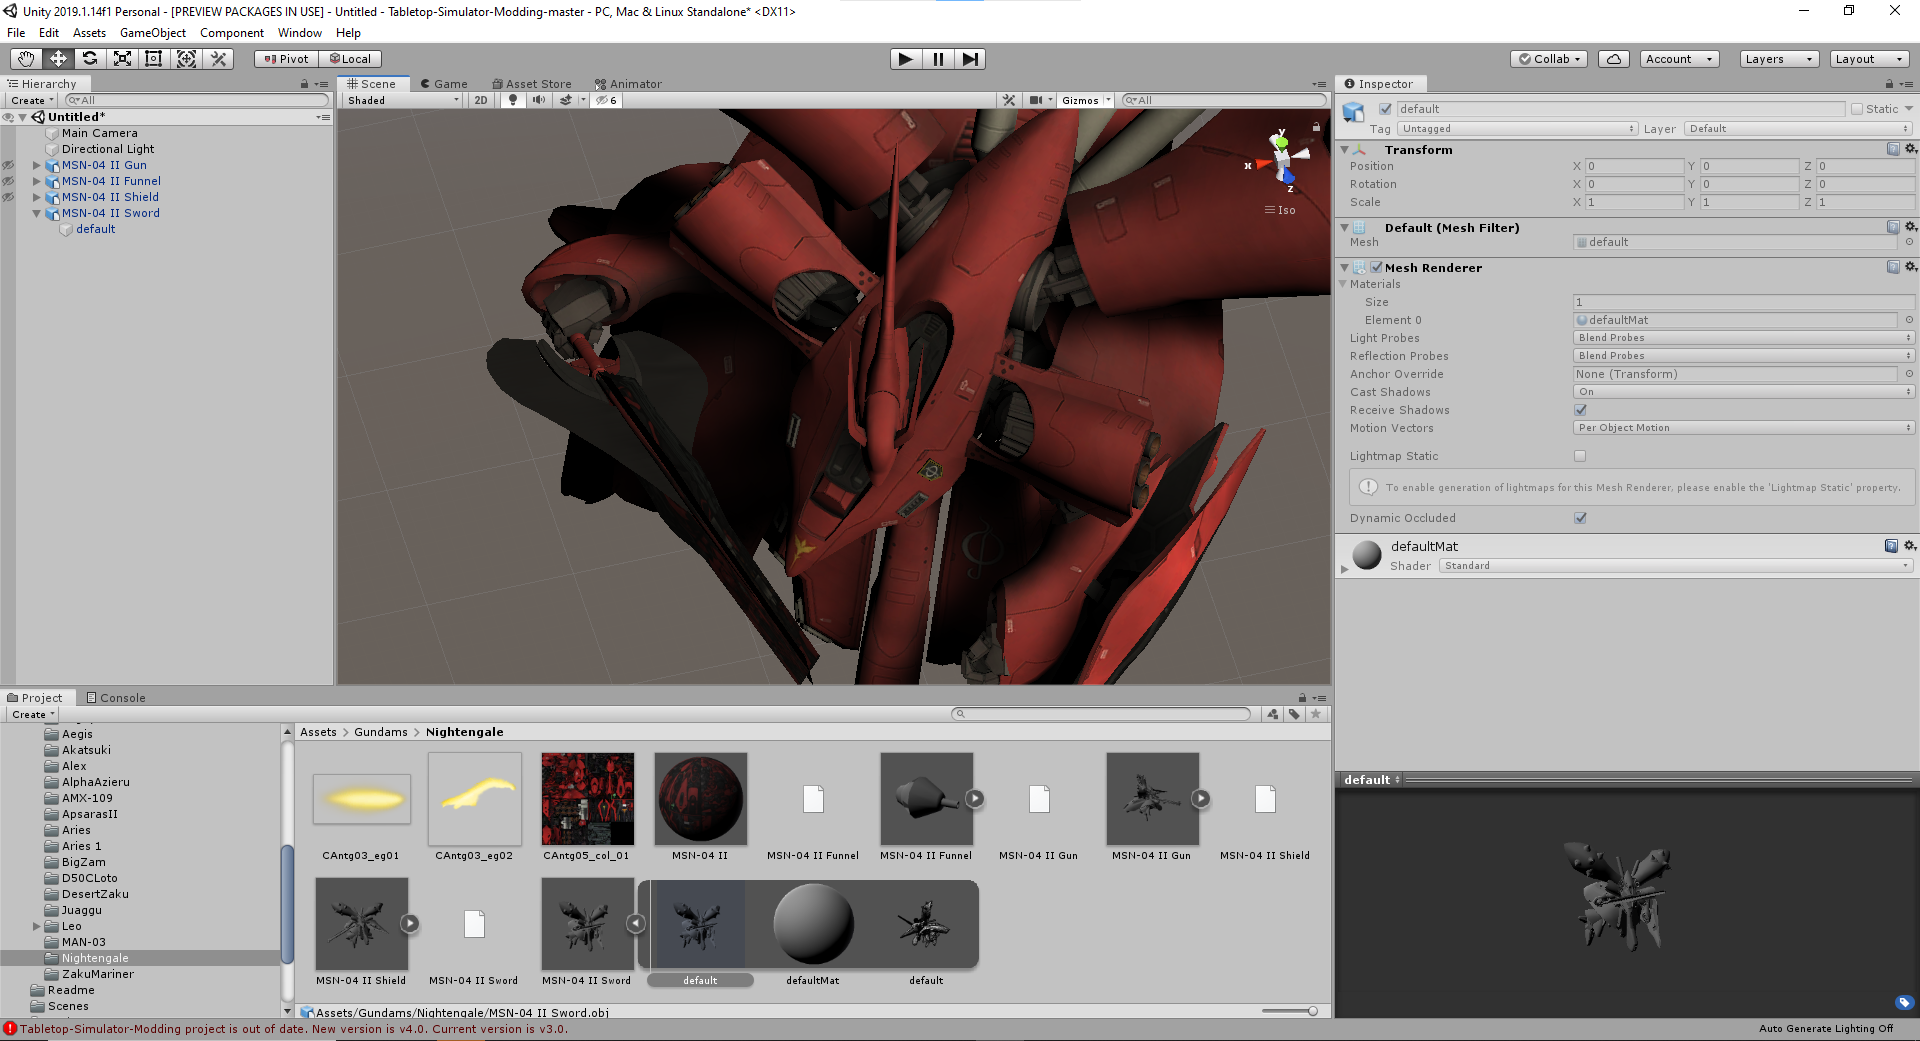 Unity 2019.1.14f1 Personal - [PREVIEW PACKAGES IN USE] - Untitled - Tabletop-Simulator-Modding-master - PC, Mac & Linux Standalone* <DX11>
File Edit Assets GameObject Component Window Help
Pivot Local Collab Account Layers Layout
Hierarchy
Create All
Untitled*
Main Camera
Directional Light
MSN-04 II Gun
MSN-04 II Funnel
MSN-04 II Shield
MSN-04 II Sword
default
Scene Game Asset Store Animator
Shaded 2D 6 Gizmos All
y
x
z
Iso
Inspector
default Static
Tag Untagged Layer Default
Transform
Position X 0 Y 0 Z 0
Rotation X 0 Y 0 Z 0
Scale X 1 Y 1 Z 1
Default (Mesh Filter)
Mesh default
Mesh Renderer
Materials
Size 1
Element 0 defaultMat
Light Probes Blend Probes
Reflection Probes Blend Probes
Anchor Override None (Transform)
Cast Shadows On
Receive Shadows
Motion Vectors Per Object Motion
Lightmap Static
To enable generation of lightmaps for this Mesh Renderer, please enable the 'Lightmap Static' property.
Dynamic Occluded
defaultMat
Shader Standard
default
Project Console
Create
Aegis
Akatsuki
Alex
AlphaAzieru
AMX-109
ApsarasII
Aries
Aries 1
BigZam
D50CLoto
DesertZaku
Juaggu
Leo
MAN-03
Nightengale
ZakuMariner
Readme
Scenes
Assets > Gundams > Nightengale
CAntg03_eg01 CAntg03_eg02 CAntg05_col_01 MSN-04 II MSN-04 II Funnel MSN-04 II Funnel MSN-04 II Gun MSN-04 II Gun MSN-04 II Shield
MSN-04 II Shield MSN-04 II Sword MSN-04 II Sword default defaultMat default
Assets/Gundams/Nightengale/MSN-04 II Sword.obj
Tabletop-Simulator-Modding project is out of date. New version is v4.0. Current version is v3.0.
Auto Generate Lighting Off